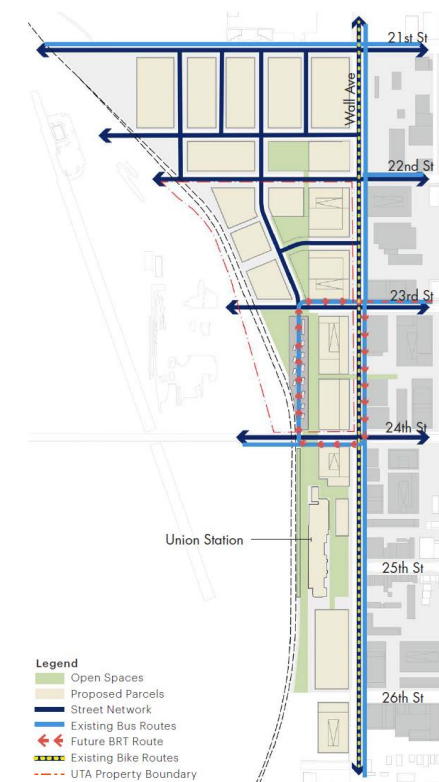 21st St
Wall Ave
22nd St
23rd St
24th St
Union Station
25th St
26th St
Legend
Open Spaces
Proposed Parcels
Street Network
Existing Bus Routes
Future BRT Route
Existing Bike Routes
UTA Property Boundary